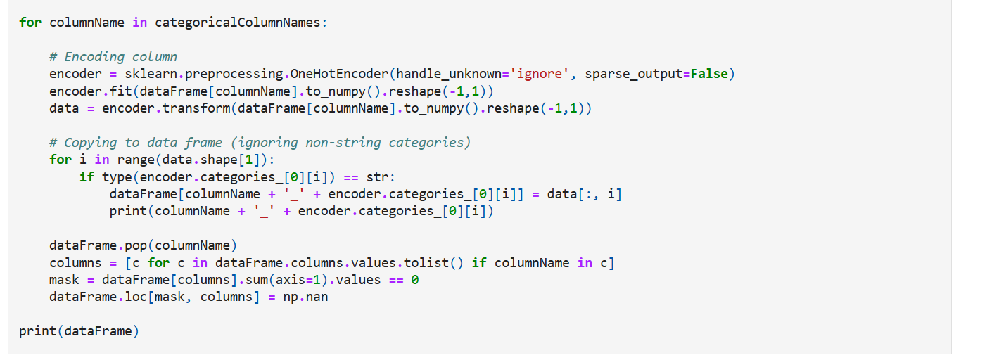 for columnName in categoricalColumnNames:
# Encoding column
encoder = sklearn.preprocessing.OneHotEncoder(handle_unknown='ignore', sparse_output=False)
encoder.fit(dataFrame[columnName].to_numpy().reshape(-1,1))
data = encoder.transform(dataFrame[columnName].to_numpy().reshape(-1,1))
# Copying to data frame (ignoring non-string categories)
for i in range(data.shape[1]):
if type(encoder.categories_[0][i]) == str:
dataFrame[columnName + '_' + encoder.categories_[0][i]] = data[:, i]
print(columnName + '_' + encoder.categories_[0][i])
dataFrame.pop(columnName)
columns = [c for c in dataFrame.columns.values.tolist() if columnName in c]
mask = dataFrame[columns].sum(axis=1).values == 0
dataFrame.loc[mask, columns] = np.nan
print(dataFrame)